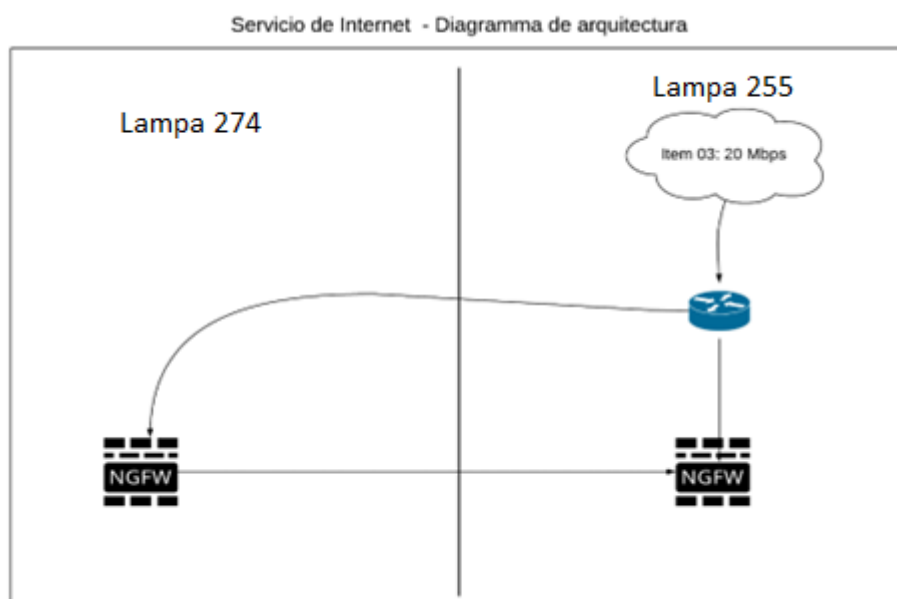 Servicio de Internet - Diagramma de arquitectura
Lampa 274
Lampa 255
Item 03: 20 Mbps
NGFW
NGFW